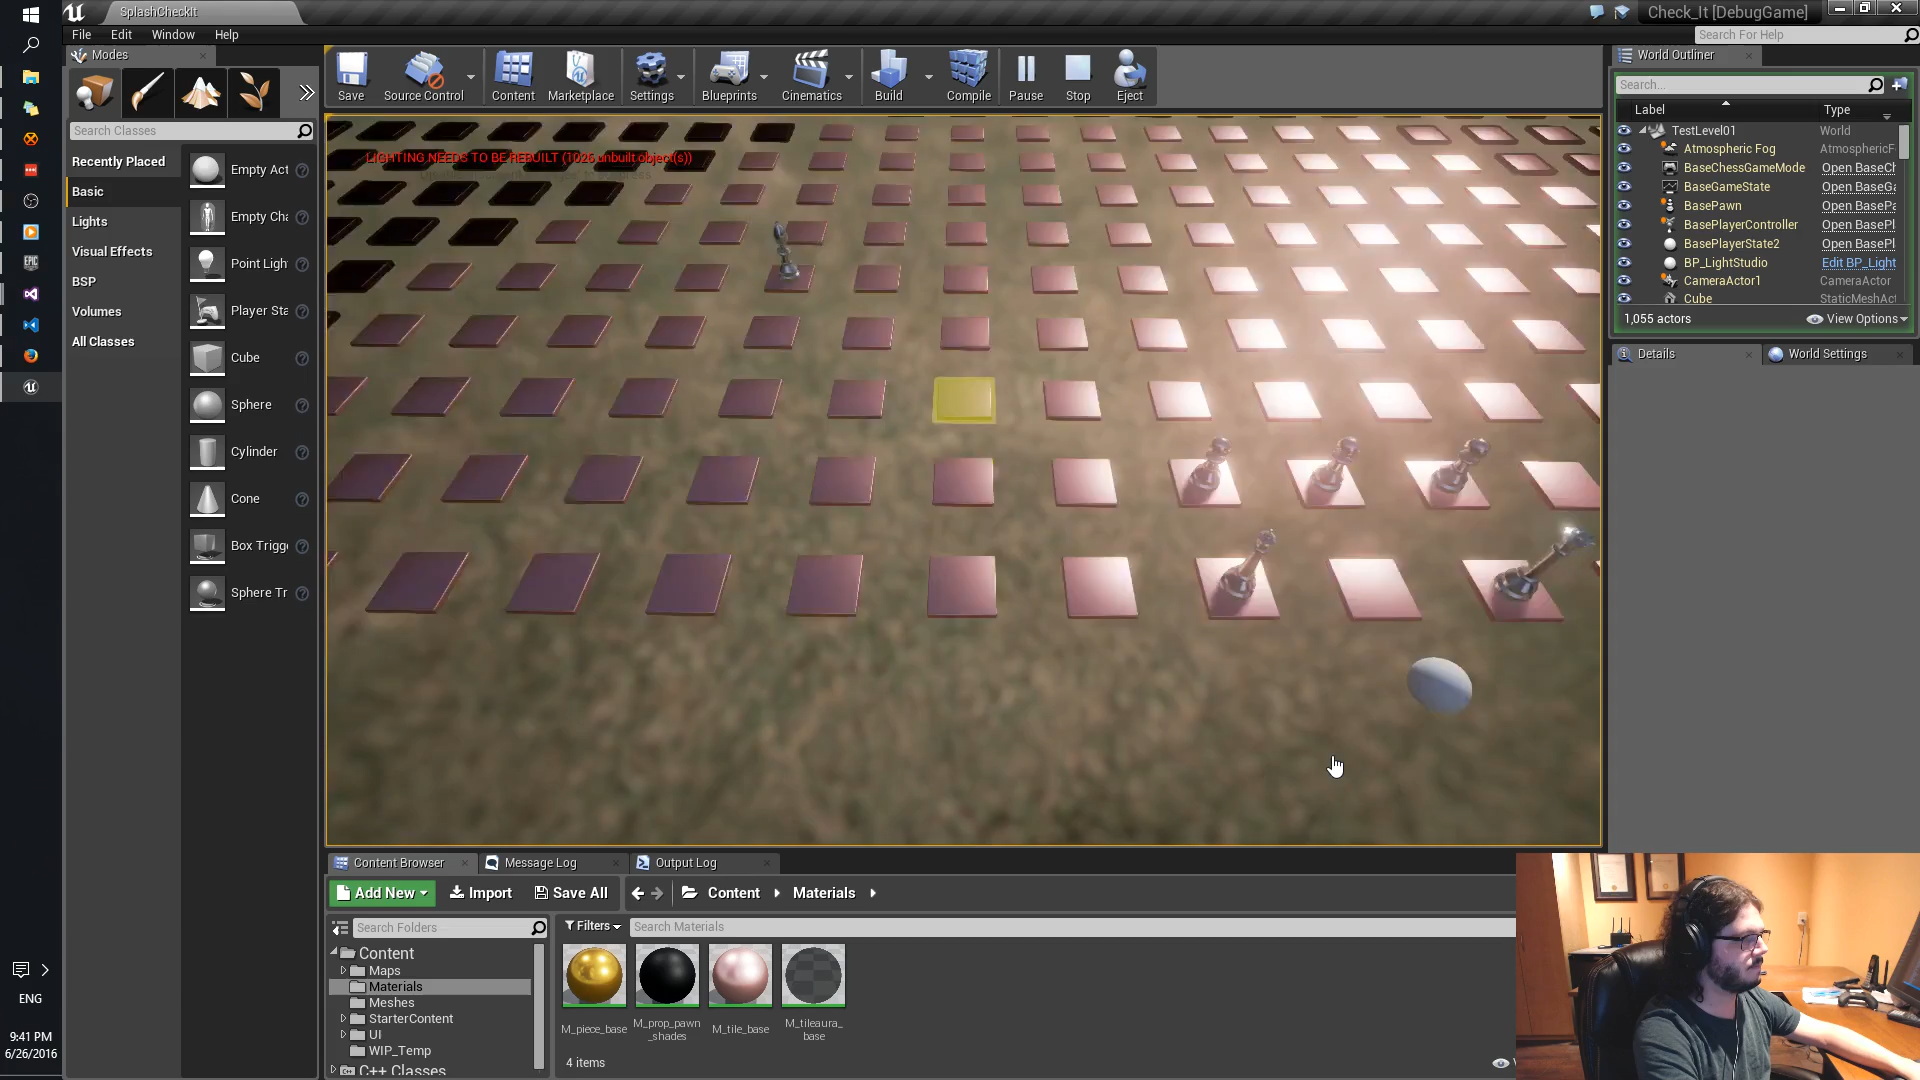 SplashCheckIt
Check_It [DebugGame]
File Edit Window Help
Search For Help
Modes
Search Classes
Recently Placed
Basic
Lights
Visual Effects
BSP
Volumes
All Classes
Empty Act
Empty Cha
Point Ligh
Player Sta
Cube
Sphere
Cylinder
Cone
Box Trigge
Sphere Tr
Save Source Control Content Marketplace Settings Blueprints Cinematics Build Compile Pause Stop Eject
LIGHTING NEEDS TO BE REBUILT (1026 unbuilt object(s))
World Outliner
Search...
Label Type
TestLevel01 World
Atmospheric Fog AtmosphericF
BaseChessGameMode Open BaseCh
BaseGameState Open BaseGa
BasePawn Open BasePa
BasePlayerController Open BasePl
BasePlayerState2 Open BasePl
BP_LightStudio Edit BP_Light
CameraActor1 CameraActor
Cube StaticMeshAct
1,055 actors View Options
Details World Settings
Content Browser Message Log Output Log
Add New Import Save All Content Materials
Search Folders
Filters Search Materials
Content
Maps
Materials
Meshes
StarterContent
UI
WIP_Temp
C++ Classes
M_piece_base
M_prop_pawn
_shades
M_tile_base
M_tileaura_
base
4 items
ENG
9:41 PM
6/26/2016